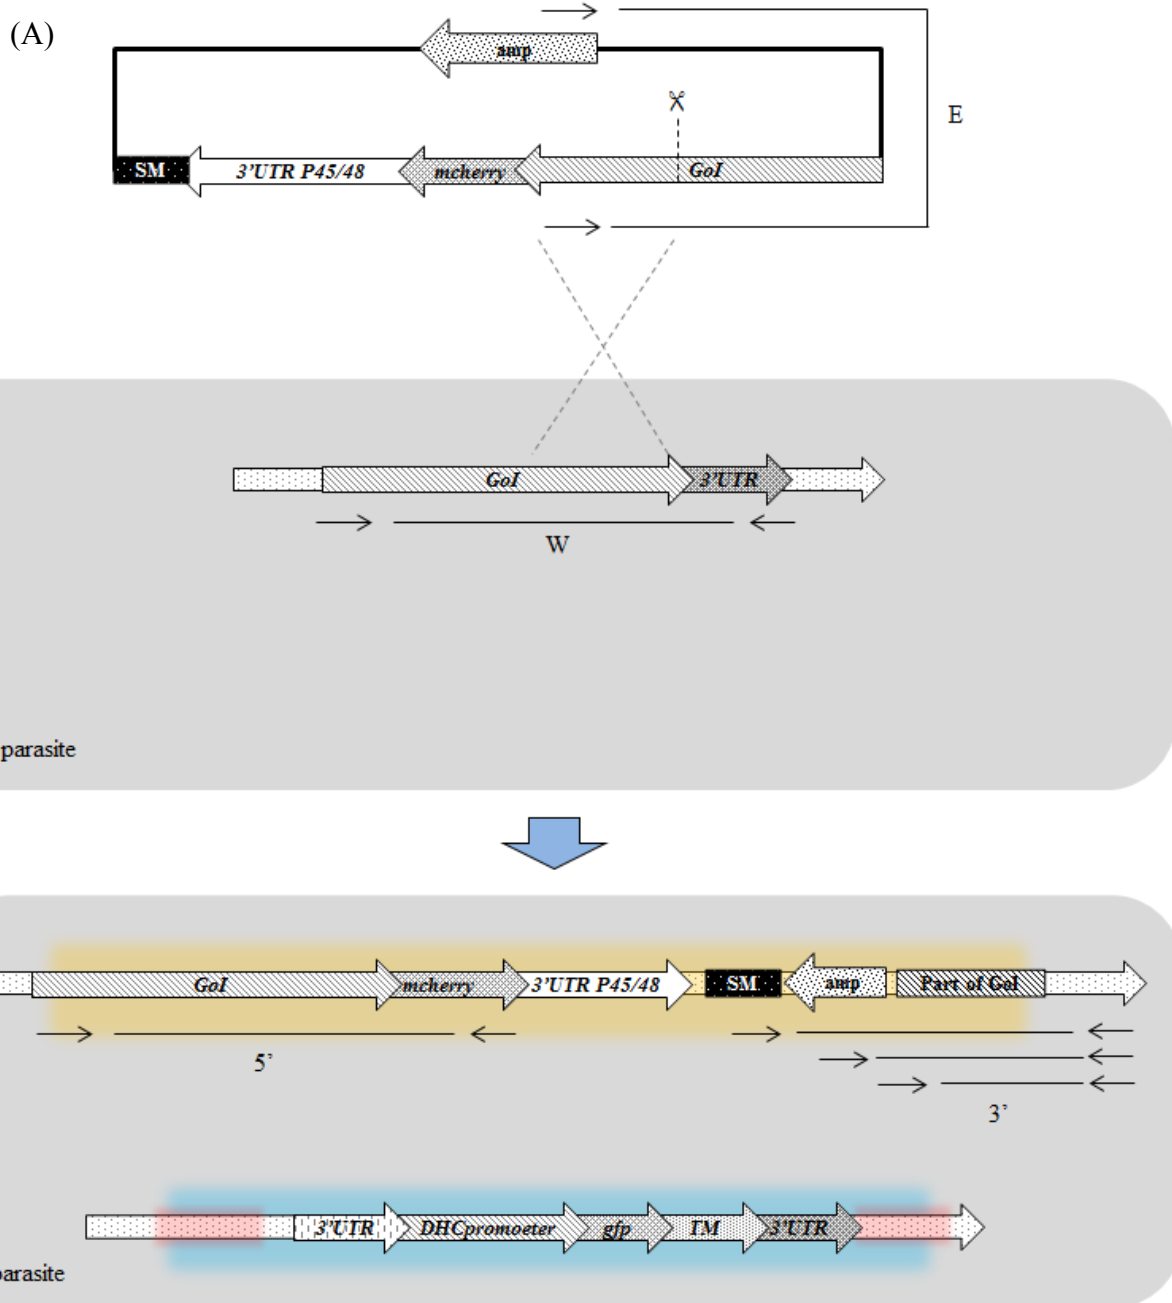 (A)
amp
E
SM 3'UTR P45/48 mcherry GoI
GoI 3'UTR
W
parasite
GoI mcherry 3'UTR P45/48 SM amp Part of GoI
5'
3'
3'UTR DHCpromoeter gfp TM 3'UTR
parasite